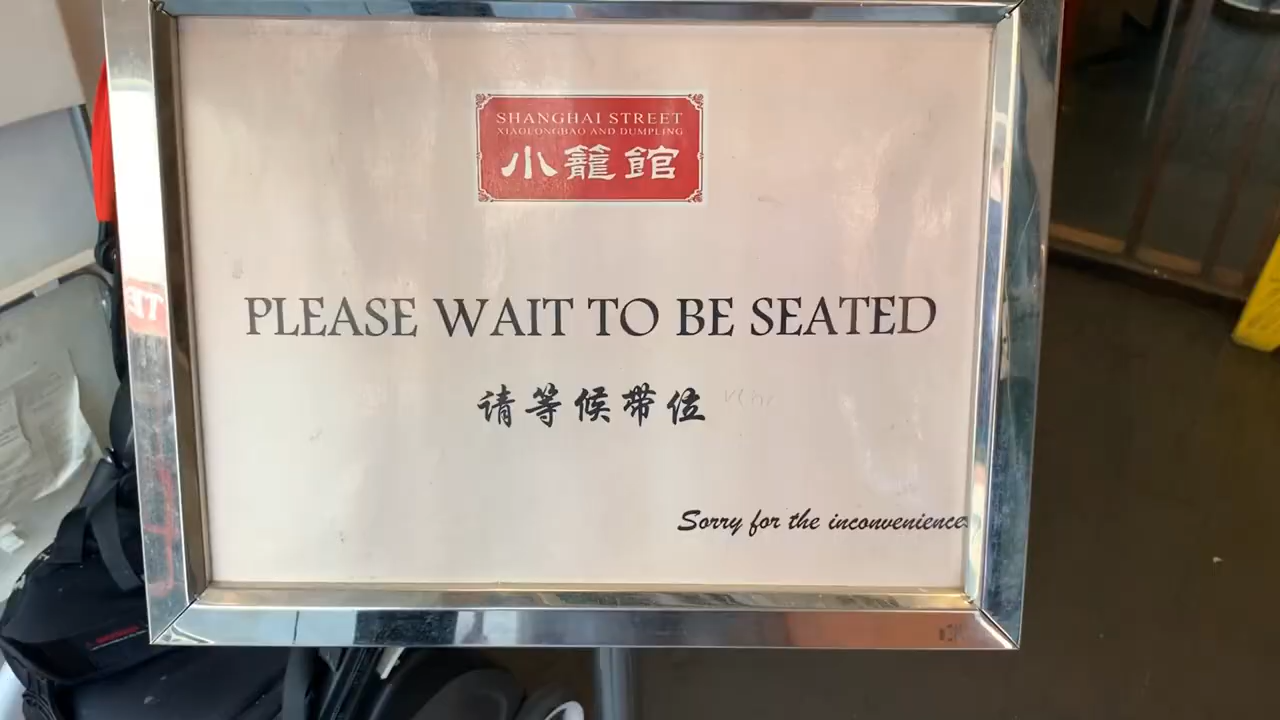 SHANGHAI STREET
XIAOLONGBAO AND DUMPLING
小籠館
PLEASE WAIT TO BE SEATED
请等候带位
Sorry for the inconvenience